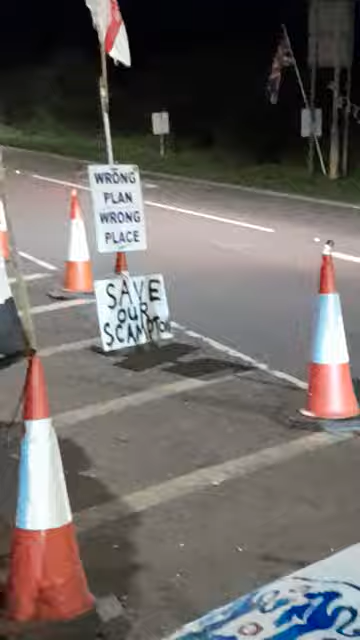 WRONG
PLAN
WRONG
PLACE
SAVE
OUR
SCAMPTON